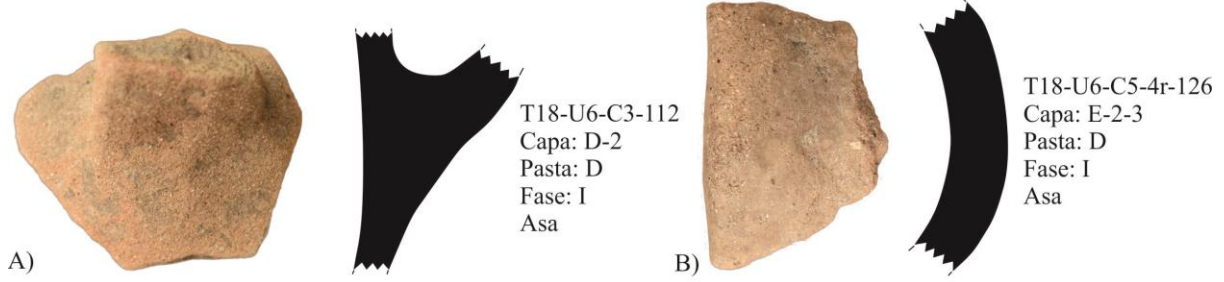 T18-U6-C3-112
Capa: D-2
Pasta: D
Fase: I
Asa
A)
T18-U6-C5-4r-126
Capa: E-2-3
Pasta: D
Fase: I
Asa
B)